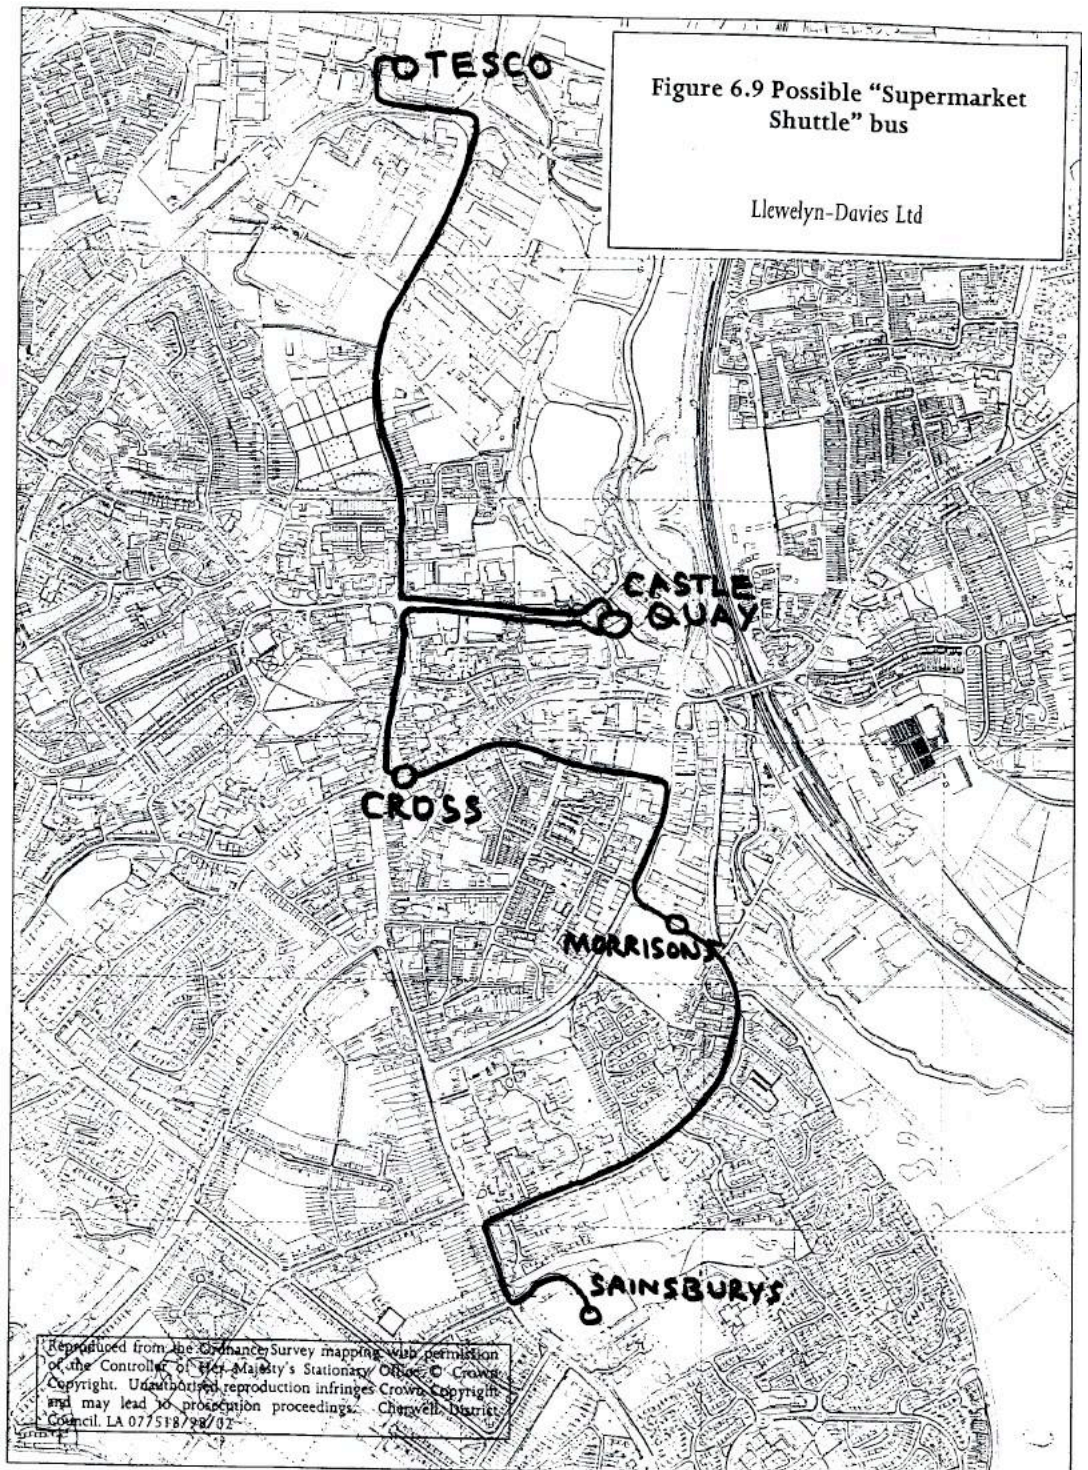 TESCO
Figure 6.9 Possible “Supermarket
Shuttle” bus
Llewelyn-Davies Ltd
CASTLE
QUAY
CROSS
MORRISONS
SAINSBURYS
Reproduced from the Ordnance Survey mapping with permission
of the Controller of Her Majesty's Stationary Office © Crown
Copyright. Unauthorised reproduction infringes Crown Copyright
and may lead to prosecution proceedings. Cherwell District
Council. LA 077518/98/02